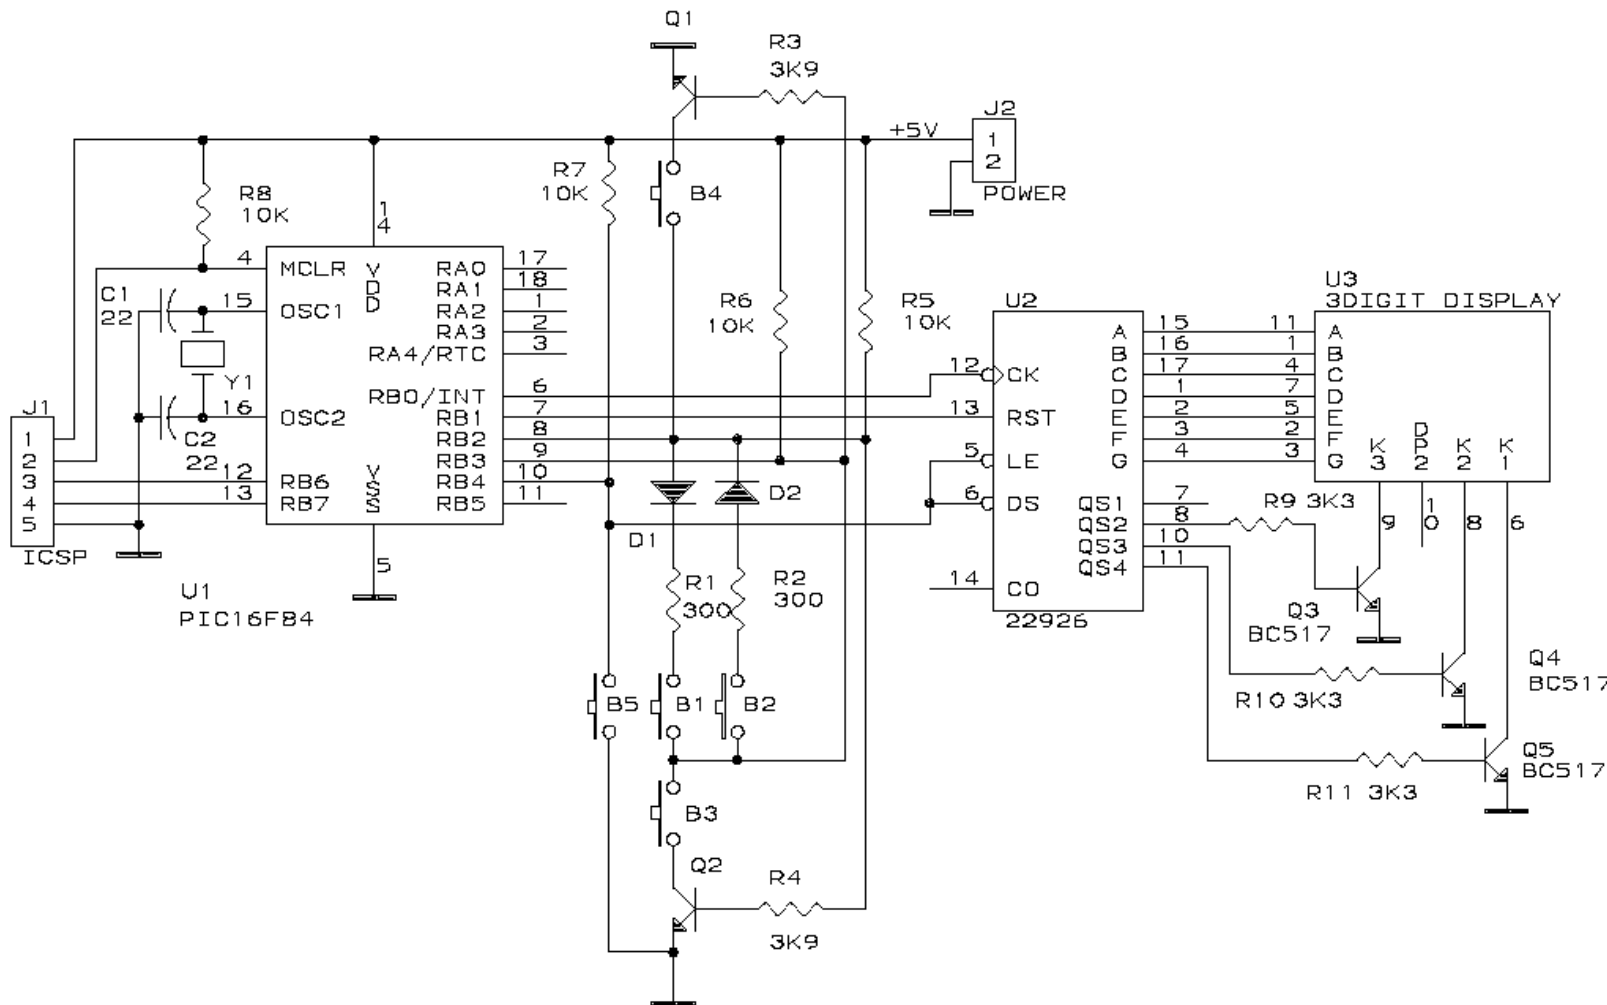 Q1
R3
3K9
J2
+5V
1
2
POWER
R7
10K
B4
R8
10K
1
4
4
MCLR
V
D
D
RA0
17
RA1
18
RA2
1
RA3
2
RA4/RTC
3
C1
22
15
OSC1
Y1
RB0/INT
6
RB1
7
RB2
8
RB3
9
RB4
10
RB5
11
16
OSC2
C2
22
12
RB6
13
RB7
V
S
S
5
J1
1
2
3
4
5
ICSP
U1
PIC16F84
R6
10K
R5
10K
D1
D2
R1
300
R2
300
B5
B1
B2
B3
Q2
R4
3K9
U2
12
CK
13
RST
5
LE
6
DS
14
CO
A
15
B
16
C
17
D
1
E
2
F
3
G
4
QS1
7
QS2
8
QS3
10
QS4
11
22926
U3
3DIGIT DISPLAY
11
A
1
B
4
C
7
D
5
E
2
F
3
G
K
3
D
P
2
K
2
K
1
9
1
0
8
6
R9 3K3
Q3
BC517
R10 3K3
Q4
BC517
R11 3K3
Q5
BC517